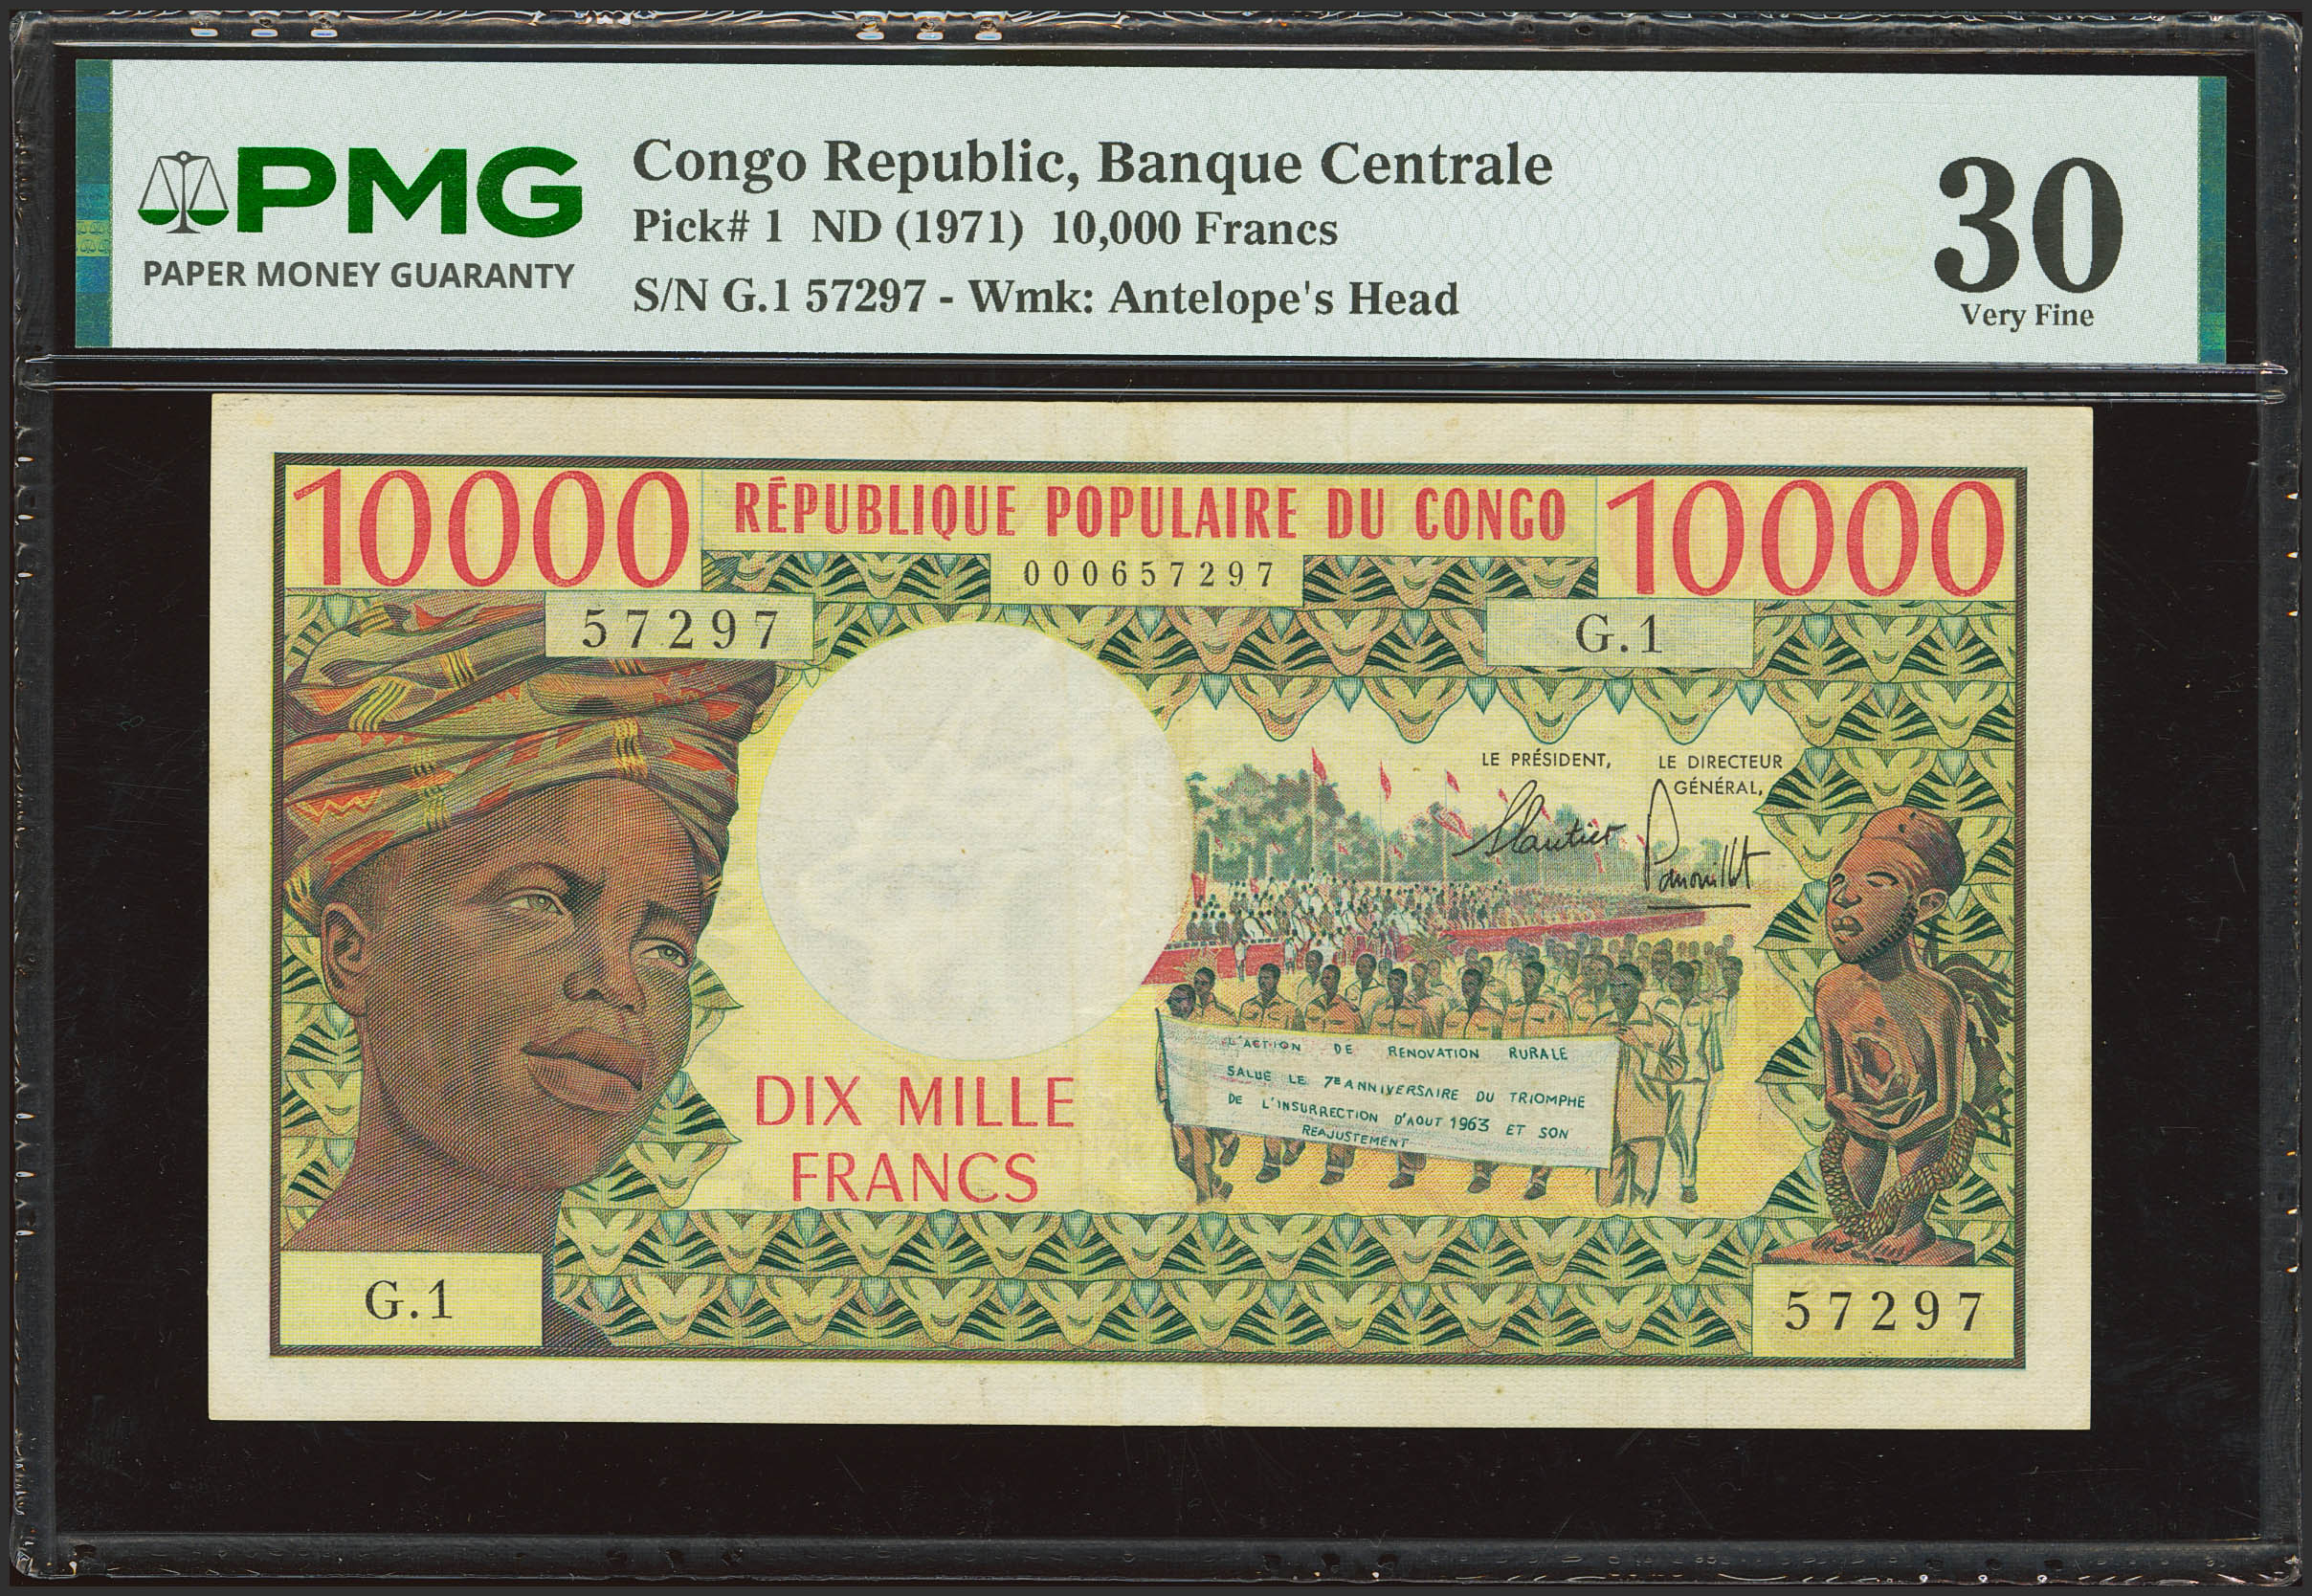 PMG
PAPER MONEY GUARANTY
Congo Republic, Banque Centrale
Pick# 1 ND (1971) 10,000 Francs
S/N G.1 57297 - Wmk: Antelope's Head
30
Very Fine
10000
RÉPUBLIQUE POPULAIRE DU CONGO
10000
000657297
57297
G.1
LE PRÉSIDENT,
LE DIRECTEUR
GÉNÉRAL,
L'ACTION DE RENOVATION RURALE
SALUE LE 7E ANNIVERSAIRE DU TRIOMPHE
DE L'INSURRECTION D'AOUT 1963 ET SON
REAJUSTEMENT
DIX MILLE
FRANCS
G.1
57297